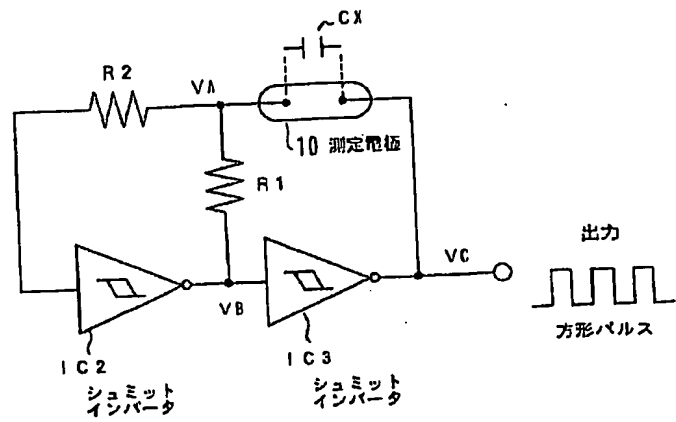 CX
R2
VA
10 測定電極
R1
VC
出力
VB
方形パルス
IC2
IC3
シュミット
インバータ
シュミット
インバータ